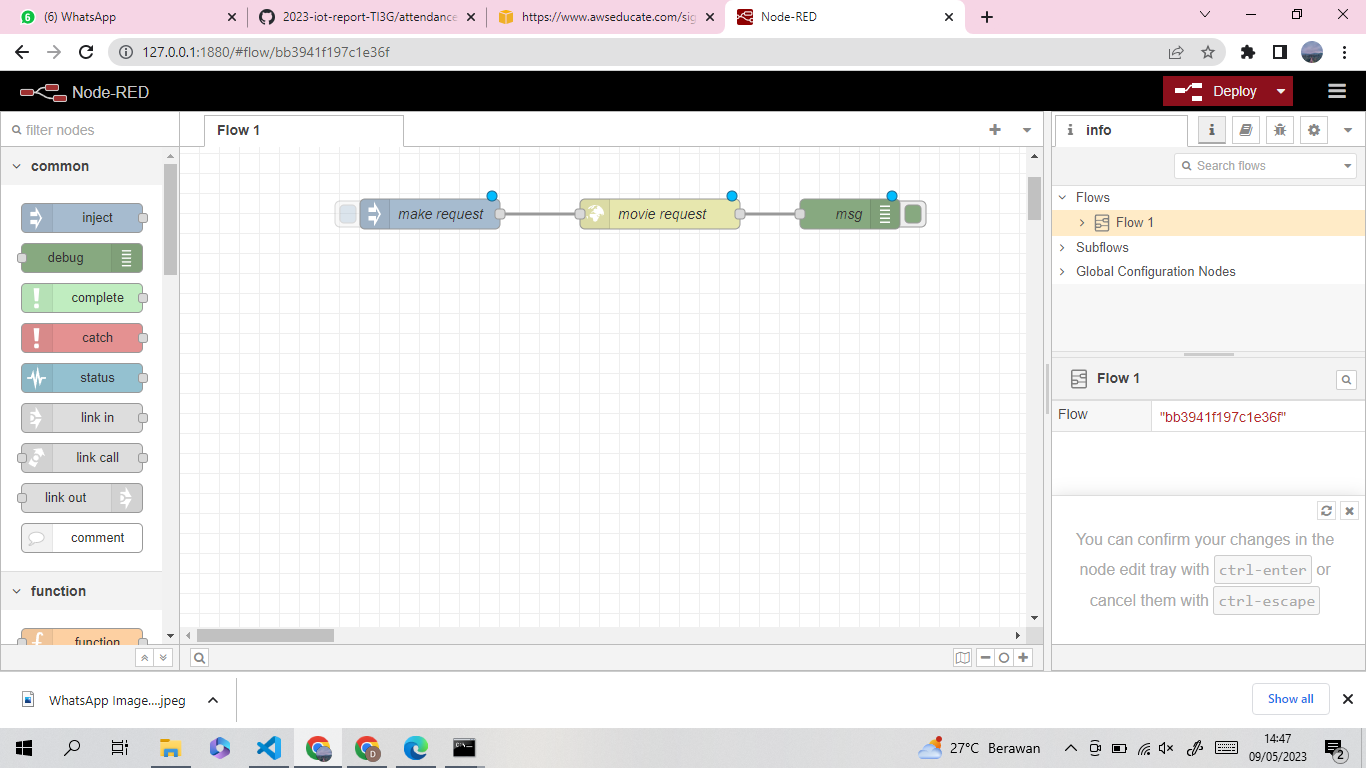 (6) WhatsApp
2023-iot-report-TI3G/attendance
https://www.awseducate.com/sig
Node-RED
127.0.0.1:1880/#flow/bb3941f197c1e36f
Node-RED
Deploy
filter nodes
Flow 1
info
common
Search flows
inject
make request
movie request
msg
Flows
Flow 1
debug
Subflows
Global Configuration Nodes
complete
catch
status
Flow 1
link in
Flow
"bb3941f197c1e36f"
link call
link out
comment
You can confirm your changes in the
node edit tray with ctrl-enter or
cancel them with ctrl-escape
function
function
WhatsApp Image....jpeg
Show all
27°C Berawan
14:47
09/05/2023
2